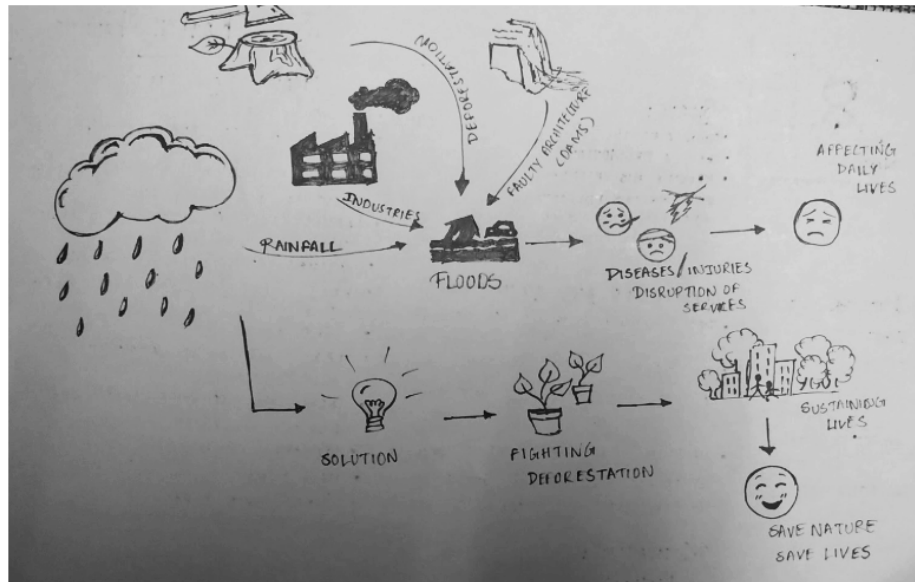 DEFORESTATION
FAULTY ARCHITECTURE
(DAMS)
INDUSTRIES
RAINFALL
FLOODS
DISEASES/INJURIES
DISRUPTION OF
SERVICES
AFFECTING
DAILY
LIVES
SOLUTION
FIGHTING
DEFORESTATION
SUSTAINING
LIVES
SAVE NATURE
SAVE LIVES